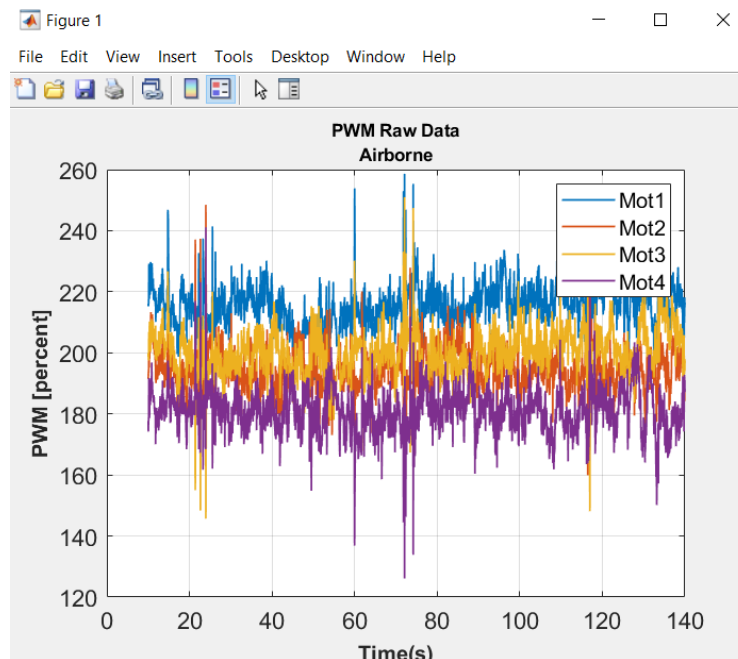 Figure 1
File Edit View Insert Tools Desktop Window Help
PWM Raw Data
Airborne
260
240
220
200
180
160
140
120
PWM [percent]
Mot1
Mot2
Mot3
Mot4
0 20 40 60 80 100 120 140
Time(s)